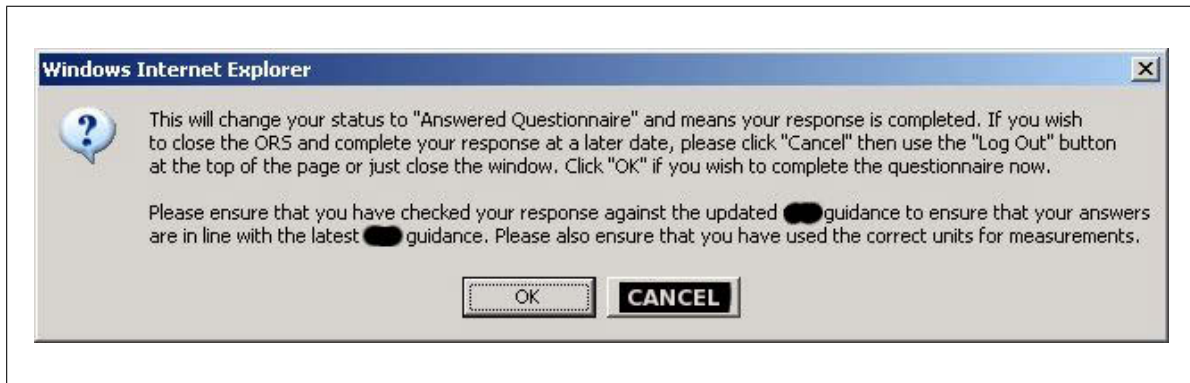 Windows Internet Explorer
This will change your status to "Answered Questionnaire" and means your response is completed. If you wish
to close the ORS and complete your response at a later date, please click "Cancel" then use the "Log Out" button
at the top of the page or just close the window. Click "OK" if you wish to complete the questionnaire now.
Please ensure that you have checked your response against the updated guidance to ensure that your answers
are in line with the latest guidance. Please also ensure that you have used the correct units for measurements.
OK
CANCEL